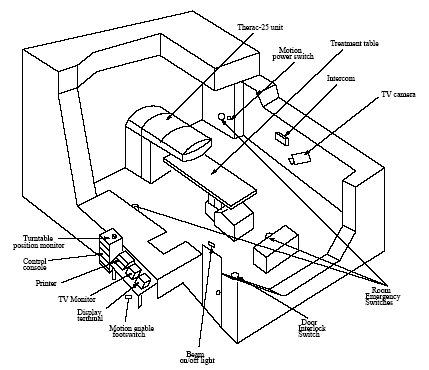 Therac-25 unit
Motion
power switch
Treatment table
Intercom
TV camera
Turntable
position monitor
Control
console
Printer
TV Monitor
Display
terminal
Motion enable
footswitch
Beam
on/off light
Door
Interlock
Switch
Room
Emergency
Switches